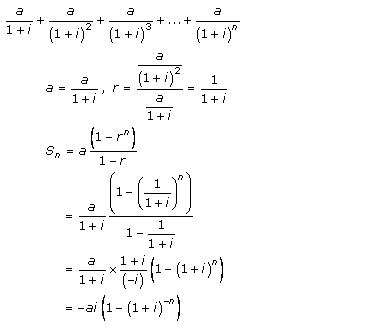 a/(1+i) + a/(1+i)^2 + a/(1+i)^3 + ... + a/(1+i)^n
a = a/(1+i), r = (a/(1+i)^2)/(a/(1+i)) = 1/(1+i)
S_n = a (1-r^n)/(1-r)
= a/(1+i) (1-(1/(1+i))^n)/(1-1/(1+i))
= a/(1+i) × (1+i)/(-i) (1-(1+i)^n)
= -ai (1-(1+i)^-n)